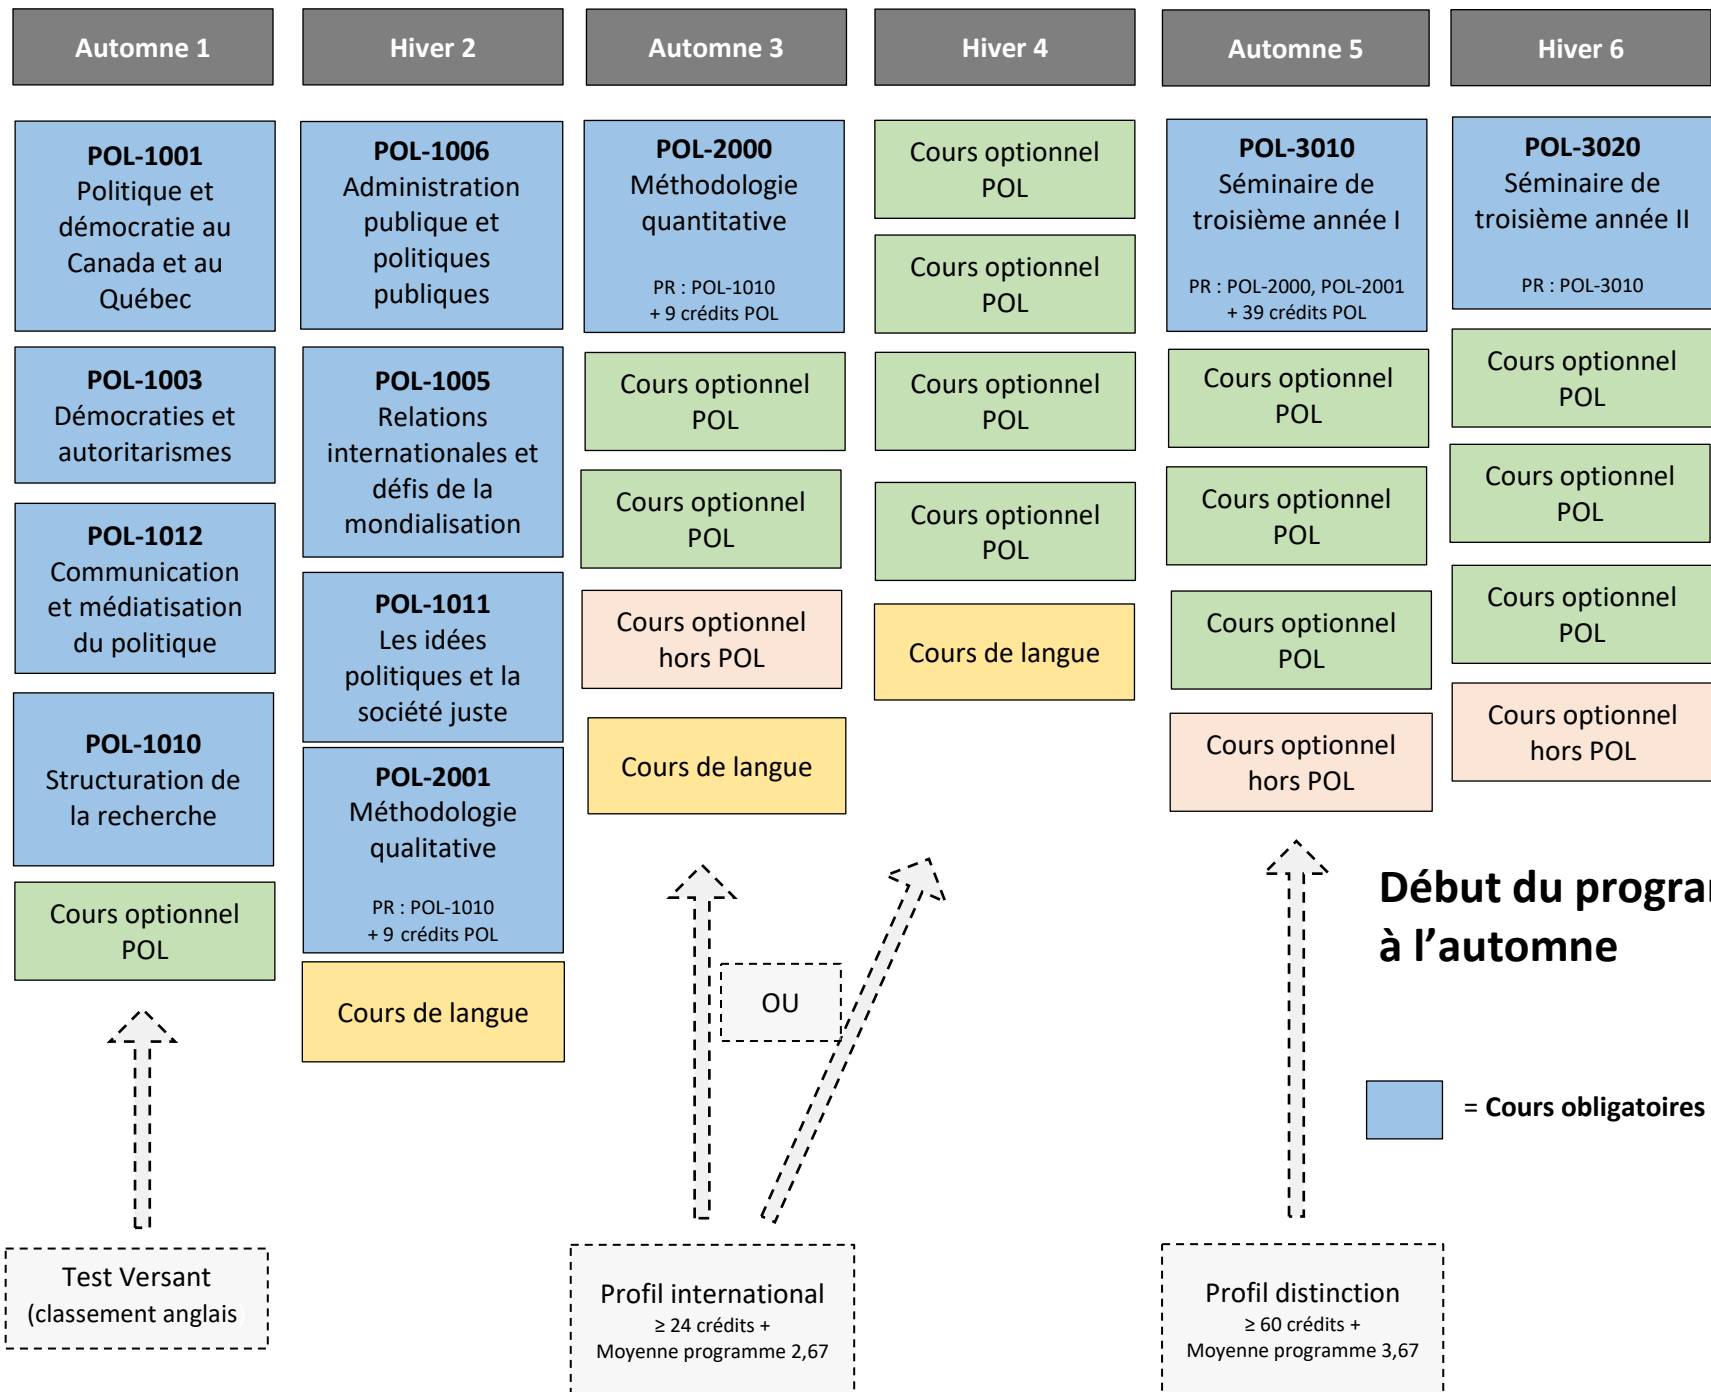 Automne 1
Hiver 2
Automne 3
Hiver 4
Automne 5
Hiver 6
POL-1001
Politique et
démocratie au
Canada et au
Québec
POL-1003
Démocraties et
autoritarismes
POL-1012
Communication
et médiatisation
du politique
POL-1010
Structuration de
la recherche
Cours optionnel
POL
POL-1006
Administration
publique et
politiques
publiques
POL-1005
Relations
internationales et
défis de la
mondialisation
POL-1011
Les idées
politiques et la
société juste
POL-2001
Méthodologie
qualitative
PR : POL-1010
+ 9 crédits POL
Cours de langue
POL-2000
Méthodologie
quantitative
PR : POL-1010
+ 9 crédits POL
Cours optionnel
POL
Cours optionnel
POL
Cours optionnel
hors POL
Cours de langue
Cours optionnel
POL
Cours optionnel
POL
Cours optionnel
POL
Cours optionnel
POL
Cours de langue
POL-3010
Séminaire de
troisième année I
PR : POL-2000, POL-2001
+ 39 crédits POL
Cours optionnel
POL
Cours optionnel
POL
Cours optionnel
POL
Cours optionnel
hors POL
POL-3020
Séminaire de
troisième année II
PR : POL-3010
Cours optionnel
POL
Cours optionnel
POL
Cours optionnel
POL
Cours optionnel
hors POL
Début du
à l'automne
OU
= Cours obligatoires
Test Versant
(classement anglais
Profil international
≥ 24 crédits +
Moyenne programme 2,67
Profil distinction
≥ 60 crédits +
Moyenne programme 3,67